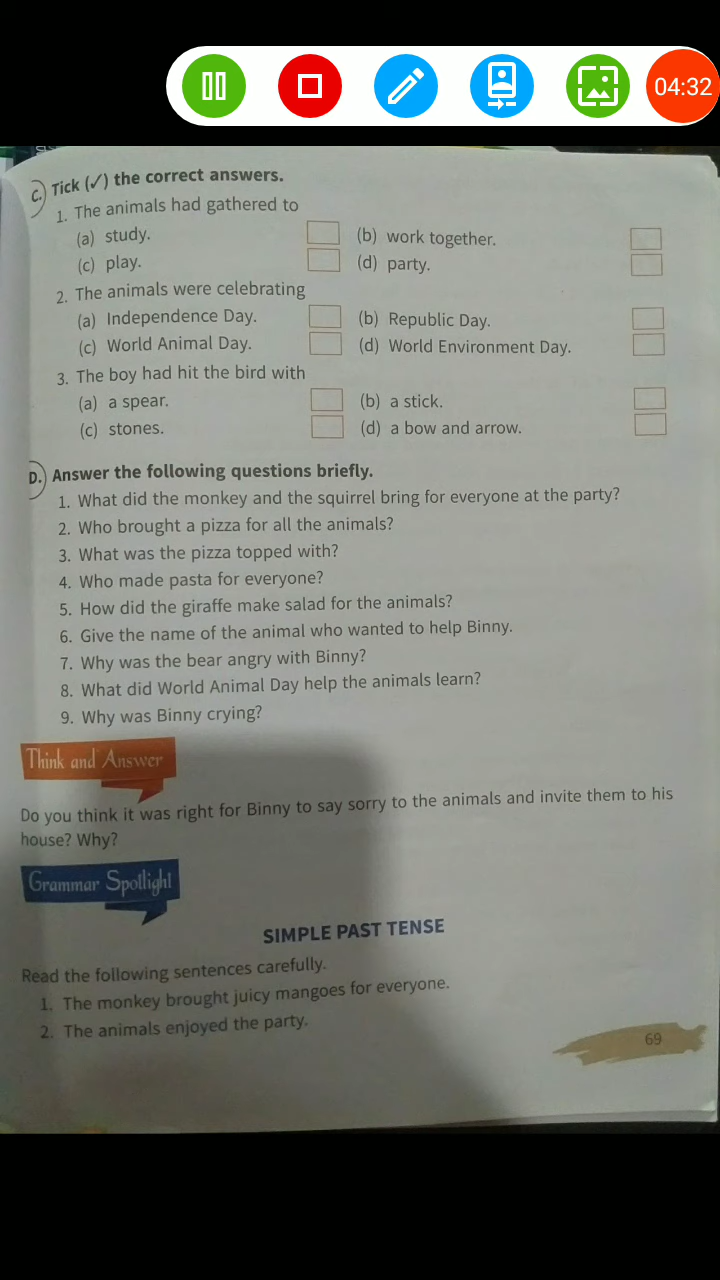 04:32
C. Tick (✓) the correct answers.
1. The animals had gathered to
(a) study. (b) work together.
(c) play. (d) party.
2. The animals were celebrating
(a) Independence Day. (b) Republic Day.
(c) World Animal Day. (d) World Environment Day.
3. The boy had hit the bird with
(a) a spear. (b) a stick.
(c) stones. (d) a bow and arrow.
D. Answer the following questions briefly.
1. What did the monkey and the squirrel bring for everyone at the party?
2. Who brought a pizza for all the animals?
3. What was the pizza topped with?
4. Who made pasta for everyone?
5. How did the giraffe make salad for the animals?
6. Give the name of the animal who wanted to help Binny.
7. Why was the bear angry with Binny?
8. What did World Animal Day help the animals learn?
9. Why was Binny crying?
Think and Answer
Do you think it was right for Binny to say sorry to the animals and invite them to his
house? Why?
Grammar Spotlight
SIMPLE PAST TENSE
Read the following sentences carefully.
1. The monkey brought juicy mangoes for everyone.
2. The animals enjoyed the party.
69